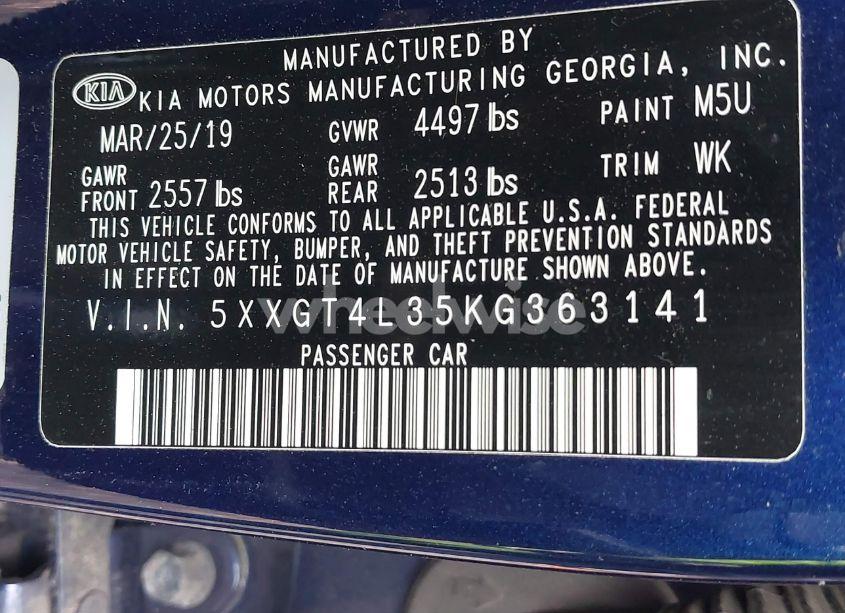 MANUFACTURED BY
KIA KIA MOTORS MANUFACTURING GEORGIA, INC.
MAR/25/19 GVWR 4497 lbs PAINT M5U
GAWR FRONT 2557 lbs GAWR REAR 2513 lbs TRIM WK
THIS VEHICLE CONFORMS TO ALL APPLICABLE U.S.A. FEDERAL
MOTOR VEHICLE SAFETY, BUMPER, AND THEFT PREVENTION STANDARDS
IN EFFECT ON THE DATE OF MANUFACTURE SHOWN ABOVE.
V.I.N. 5XXGT4L35KG363141
wheelwise
PASSENGER CAR